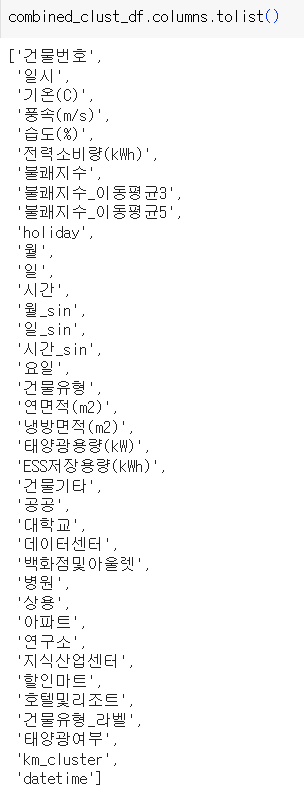 combined_clust_df.columns.tolist()
['건물번호',
'일시',
'기온(C)',
'풍속(m/s)',
'습도(%)',
'전력소비량(kWh)',
'불쾌지수',
'불쾌지수_이동평균3',
'불쾌지수_이동평균5',
'holiday',
'월',
'일',
'시간',
'월_sin',
'일_sin',
'시간_sin',
'요일',
'건물유형',
'연면적(m2)',
'냉방면적(m2)',
'태양광용량(kW)',
'ESS저장용량(kWh)',
'건물기타',
'공공',
'대학교',
'데이터센터',
'백화점및아울렛',
'병원',
'상용',
'아파트',
'연구소',
'지식산업센터',
'할인마트',
'호텔및리조트',
'건물유형_라벨',
'태양광여부',
'km_cluster',
'datetime']